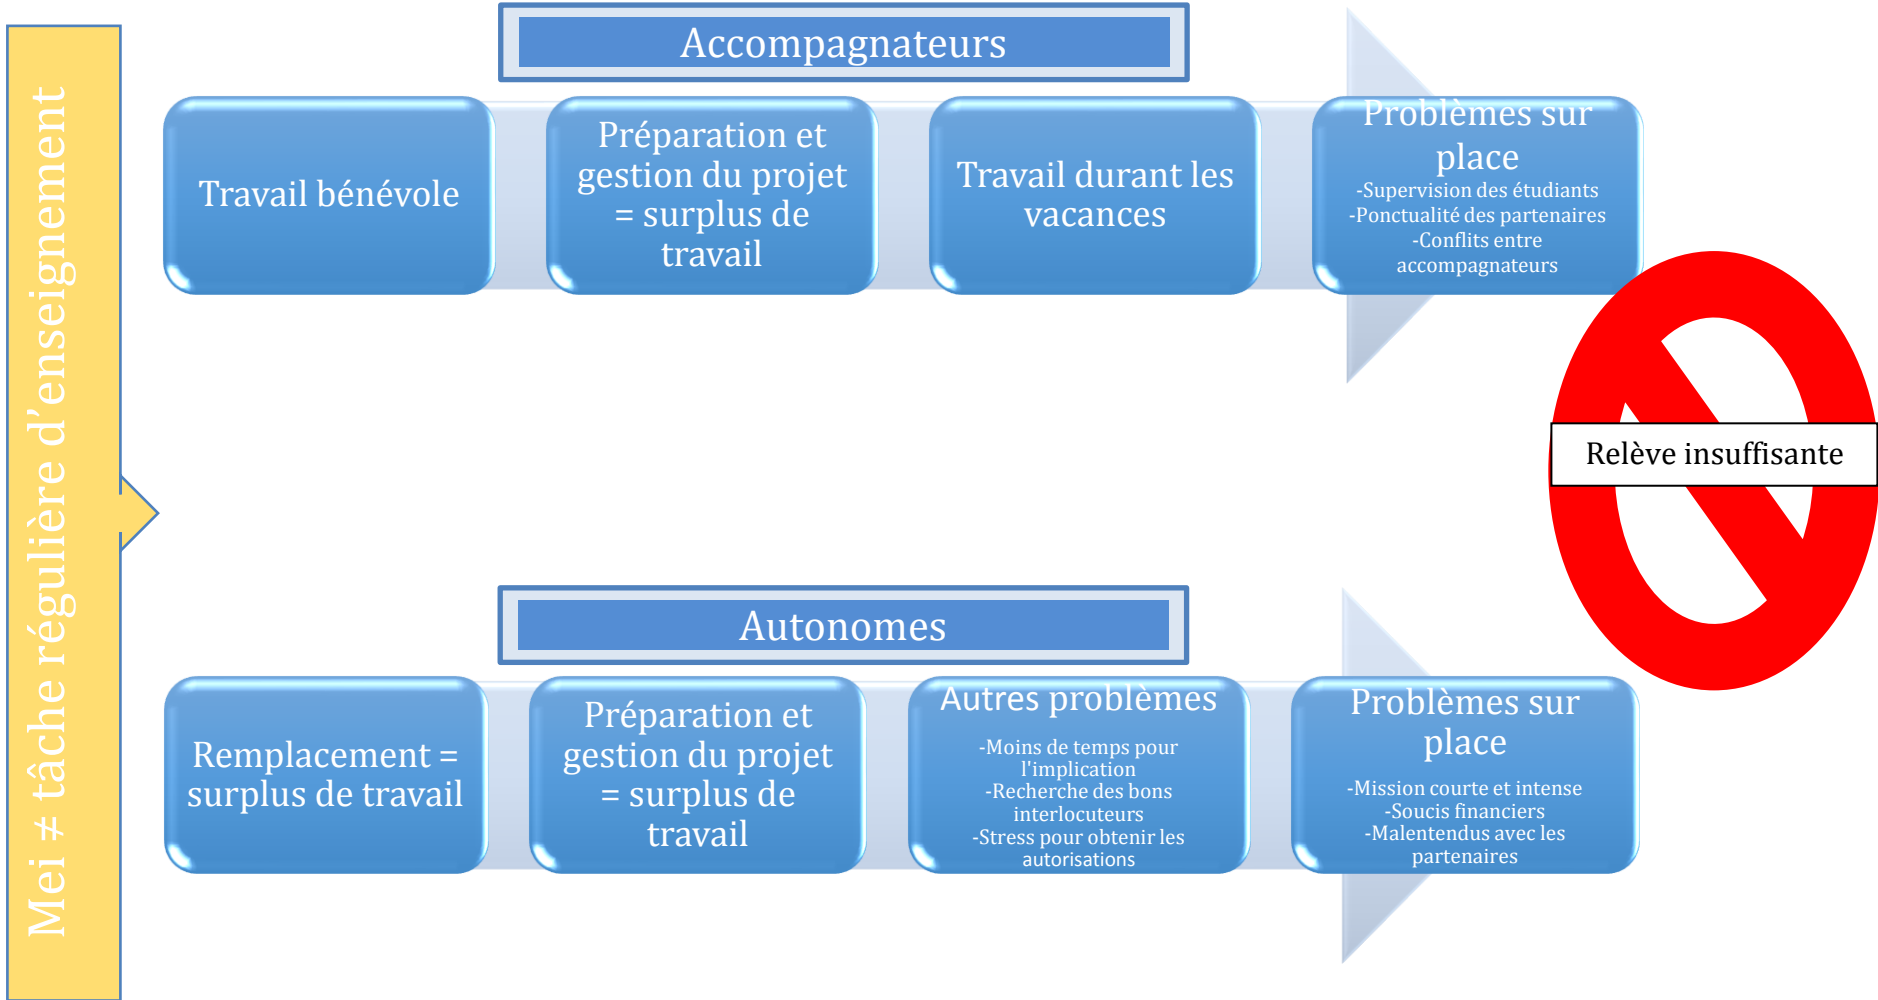 Mei ≠ tâche régulière d'enseignement
Accompagnateurs
Travail bénévole
Préparation et
gestion du projet
= surplus de
travail
Travail durant les
vacances
Problèmes sur
place
-Supervision des étudiants
-Ponctualité des partenaires
-Conflits entre
accompagnateurs
Relève insuffisante
Autonomes
Remplacement =
surplus de travail
Préparation et
gestion du projet
= surplus de
travail
Autres problèmes
-Moins de temps pour
l'implication
-Recherche des bons
interlocuteurs
-Stress pour obtenir les
autorisations
Problèmes sur
place
-Mission courte et intense
-Soucis financiers
-Malentendus avec les
partenaires